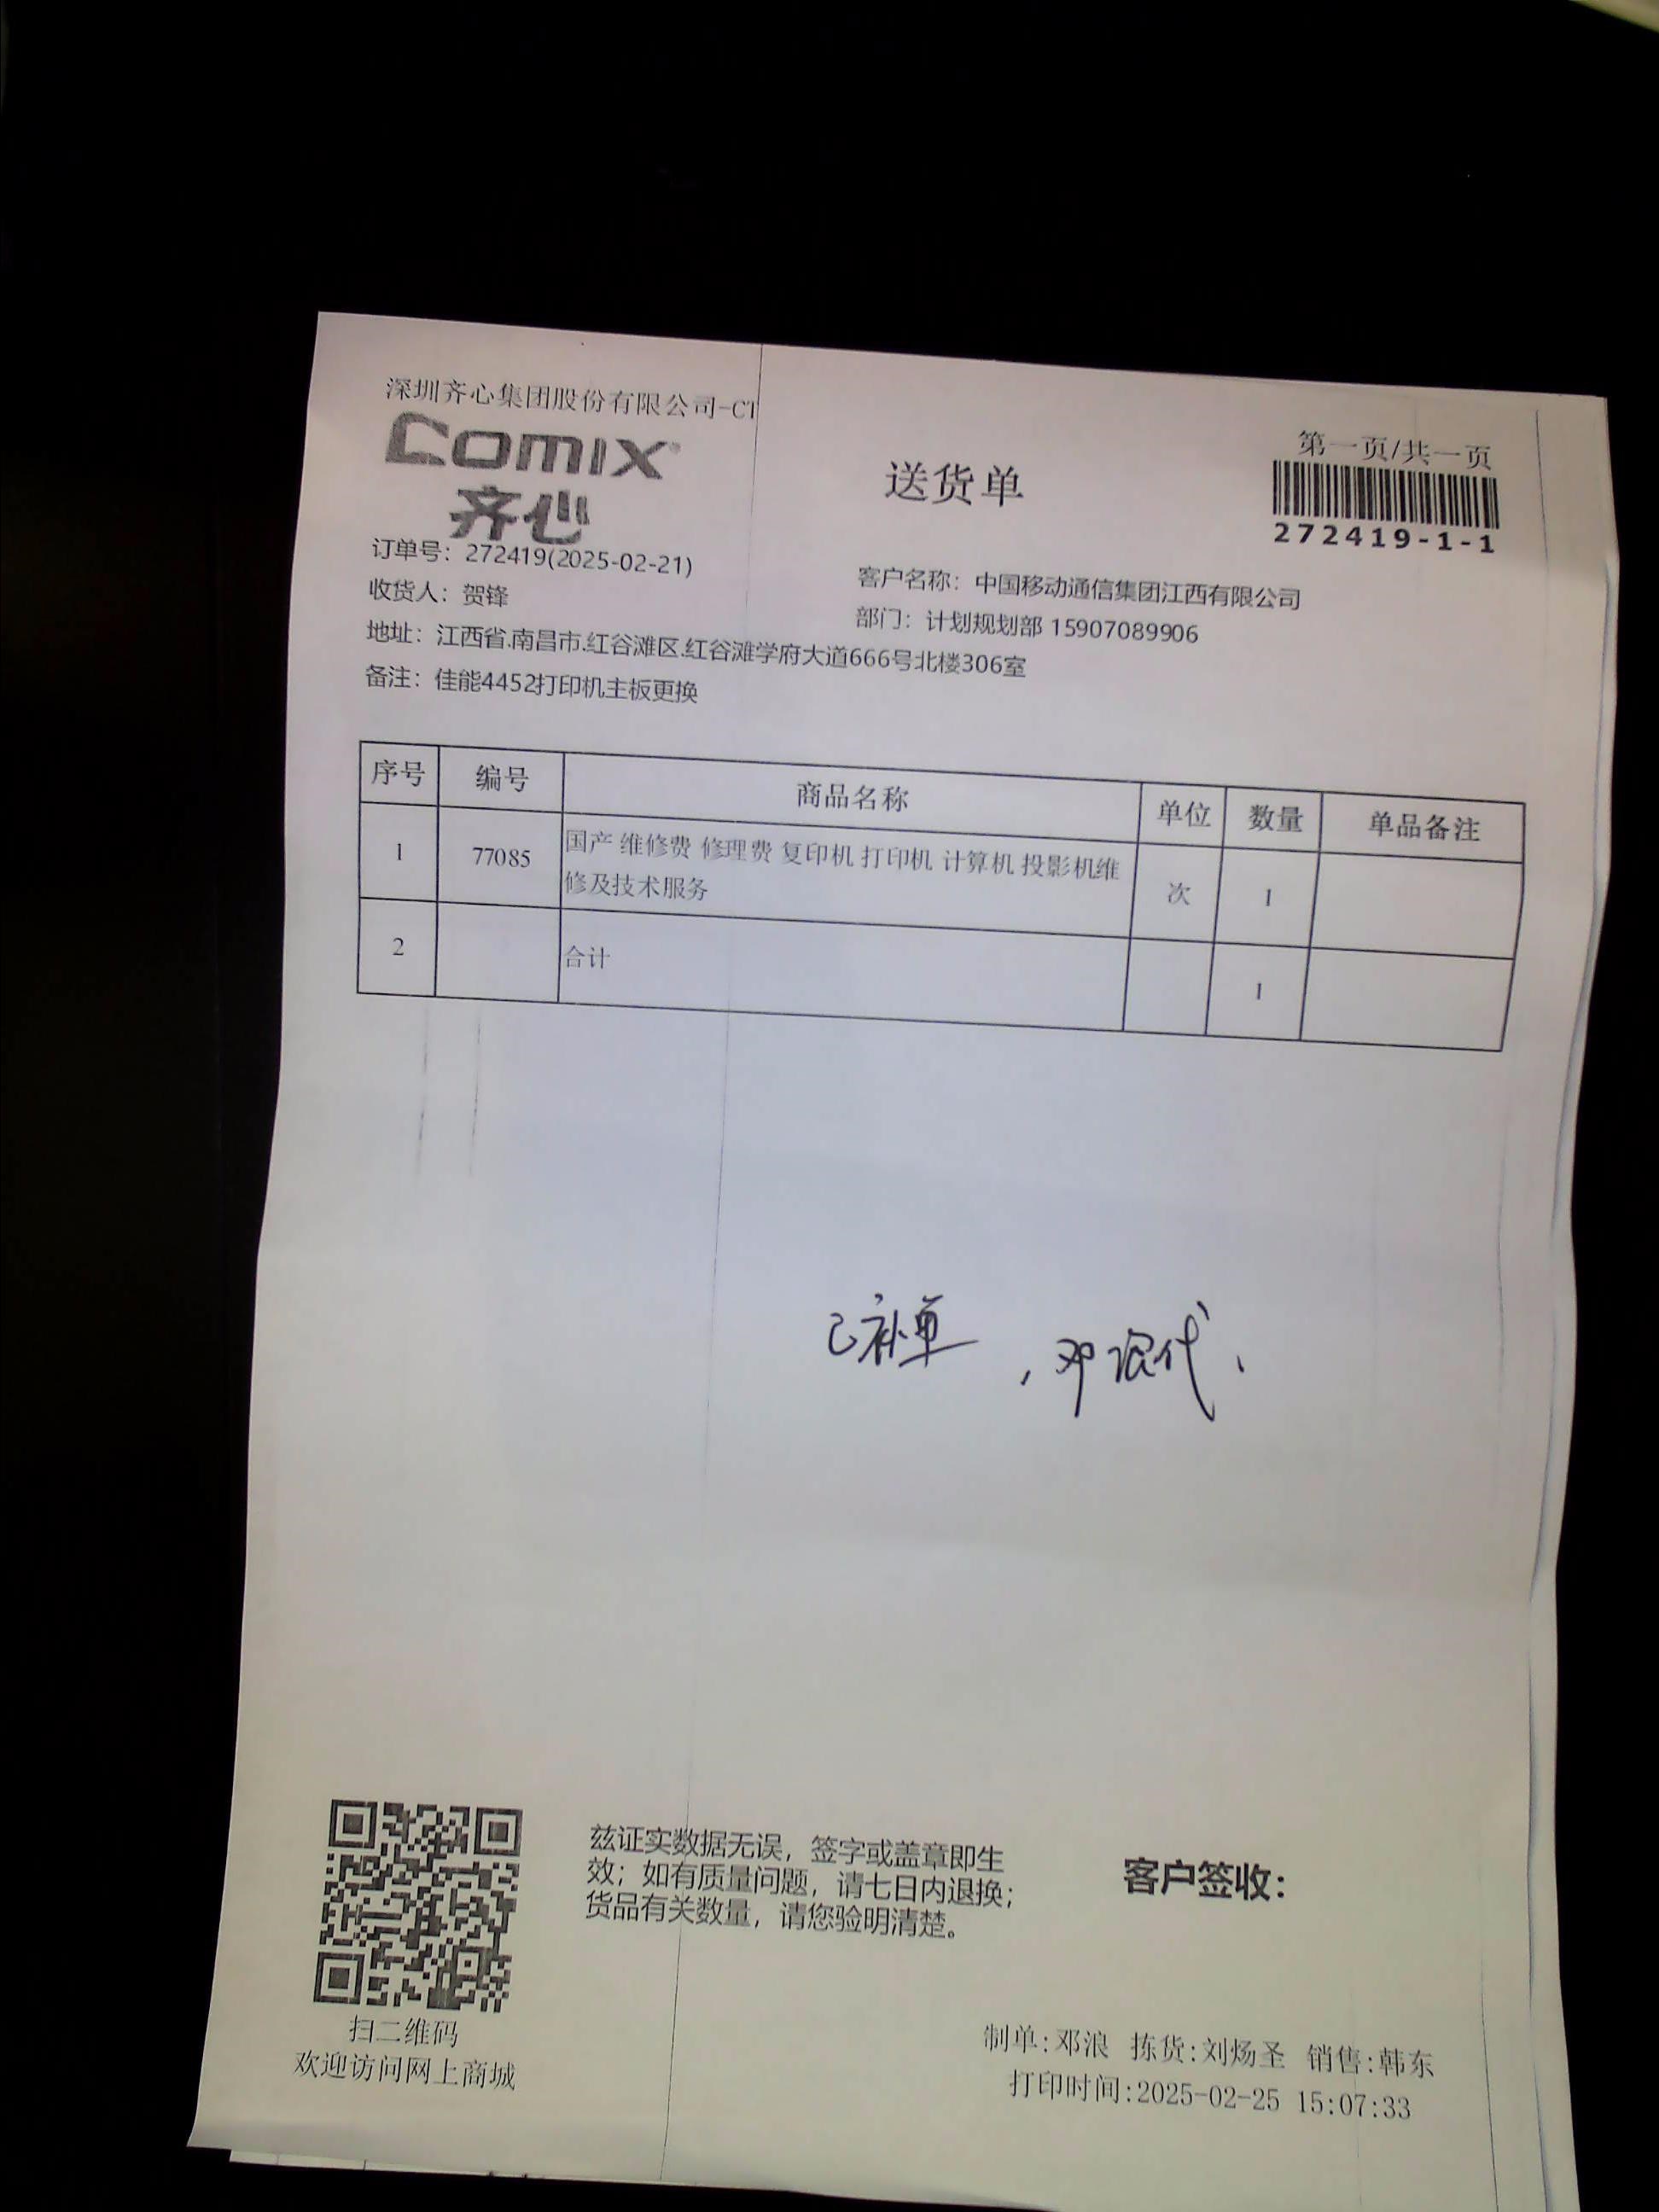 深圳齐心集团股份有限公司-CT
COMIX
齐心
送货单
第一页/共一页
272419-1-1
订单号：272419(2025-02-21)
客户名称：中国移动通信集团江西有限公司
收货人：贺锋
部门：计划规划部 15907089906
地址：江西省.南昌市.红谷滩区.红谷滩学府大道666号北楼306室
备注：佳能4452打印机主板更换
序号 编号 商品名称 单位 数量 单品备注
1 77085 国产 维修费 修理费 复印机 打印机 计算机 投影机维 次 1
修及技术服务
2 合计 1
已补单，邓浪代、
兹证实数据无误，签字或盖章即生
效；如有质量问题，请七日内退换；
货品有关数量，请您验明清楚。
客户签收：
扫二维码
欢迎访问网上商城
制单:邓浪 拣货:刘炀圣 销售:韩东
打印时间:2025-02-25 15:07:33